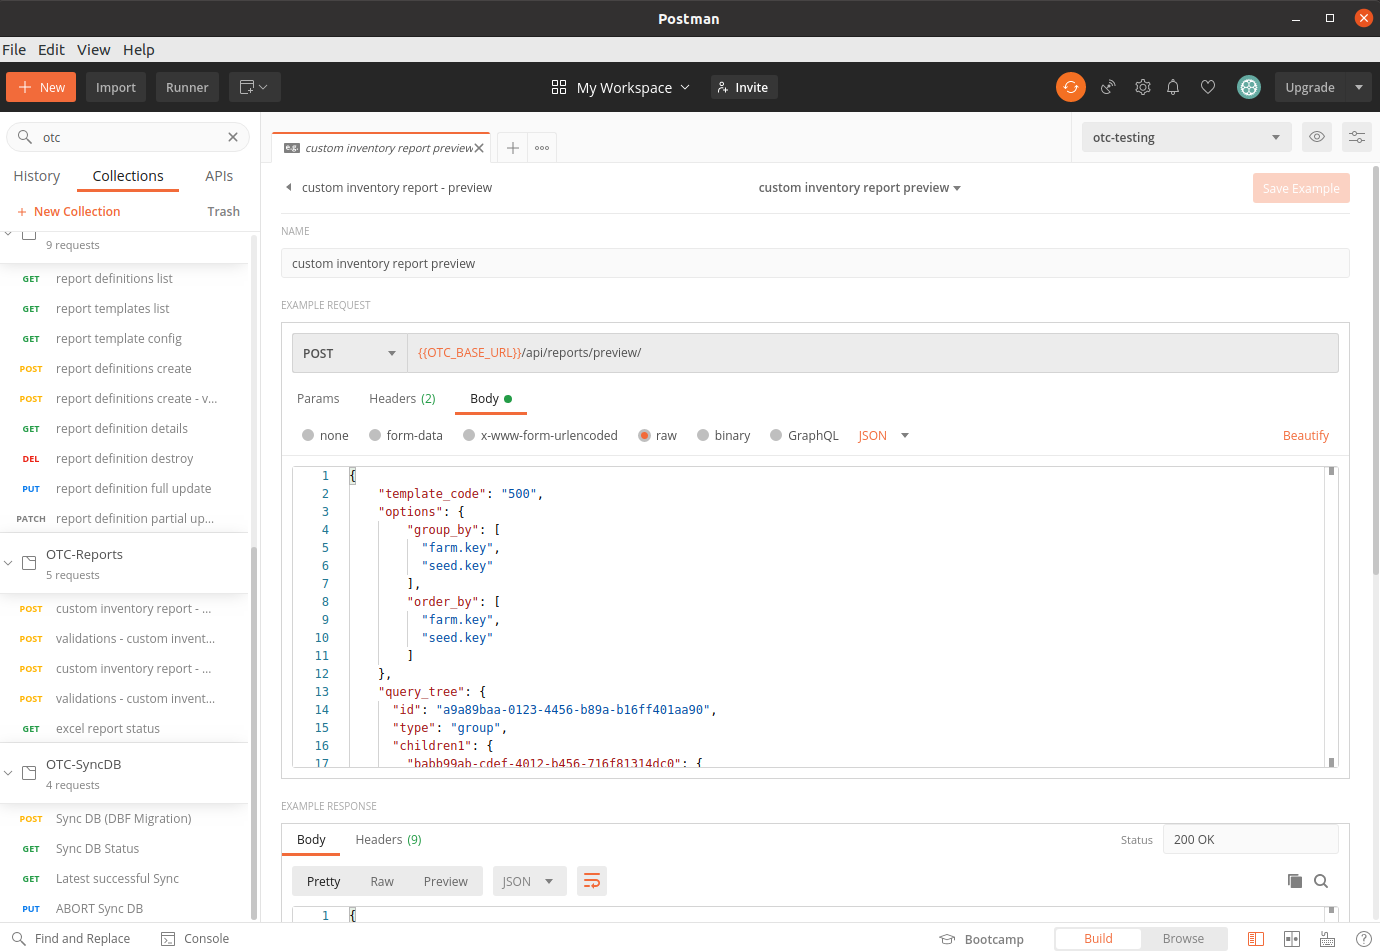 Postman
File Edit View Help
New Import Runner My Workspace Invite Upgrade
otc
History Collections APIs
New Collection Trash
9 requests
GET report definitions list
GET report templates list
GET report template config
POST report definitions create
POST report definitions create - v...
GET report definition details
DEL report definition destroy
PUT report definition full update
PATCH report definition partial up...
OTC-Reports
5 requests
POST custom inventory report - ...
POST validations - custom invent...
POST custom inventory report - ...
POST validations - custom invent...
GET excel report status
OTC-SyncDB
4 requests
POST Sync DB (DBF Migration)
GET Sync DB Status
GET Latest successful Sync
PUT ABORT Sync DB
e.g. custom inventory report preview
otc-testing
custom inventory report - preview custom inventory report preview Save Example
NAME
custom inventory report preview
EXAMPLE REQUEST
POST {{OTC_BASE_URL}}/api/reports/preview/
Params Headers (2) Body
none form-data x-www-form-urlencoded raw binary GraphQL JSON Beautify
1 {
2 "template_code": "500",
3 "options": {
4 "group_by": [
5 "farm.key",
6 "seed.key"
7 ],
8 "order_by": [
9 "farm.key",
10 "seed.key"
11 ]
12 },
13 "query_tree": {
14 "id": "a9a89baa-0123-4456-b89a-b16ff401aa90",
15 "type": "group",
16 "children1": {
17 "babb99ab-cdef-4012-b456-716f81314dc0": {
EXAMPLE RESPONSE
Body Headers (9) Status 200 OK
Pretty Raw Preview JSON
1 {
Find and Replace Console Bootcamp Build Browse